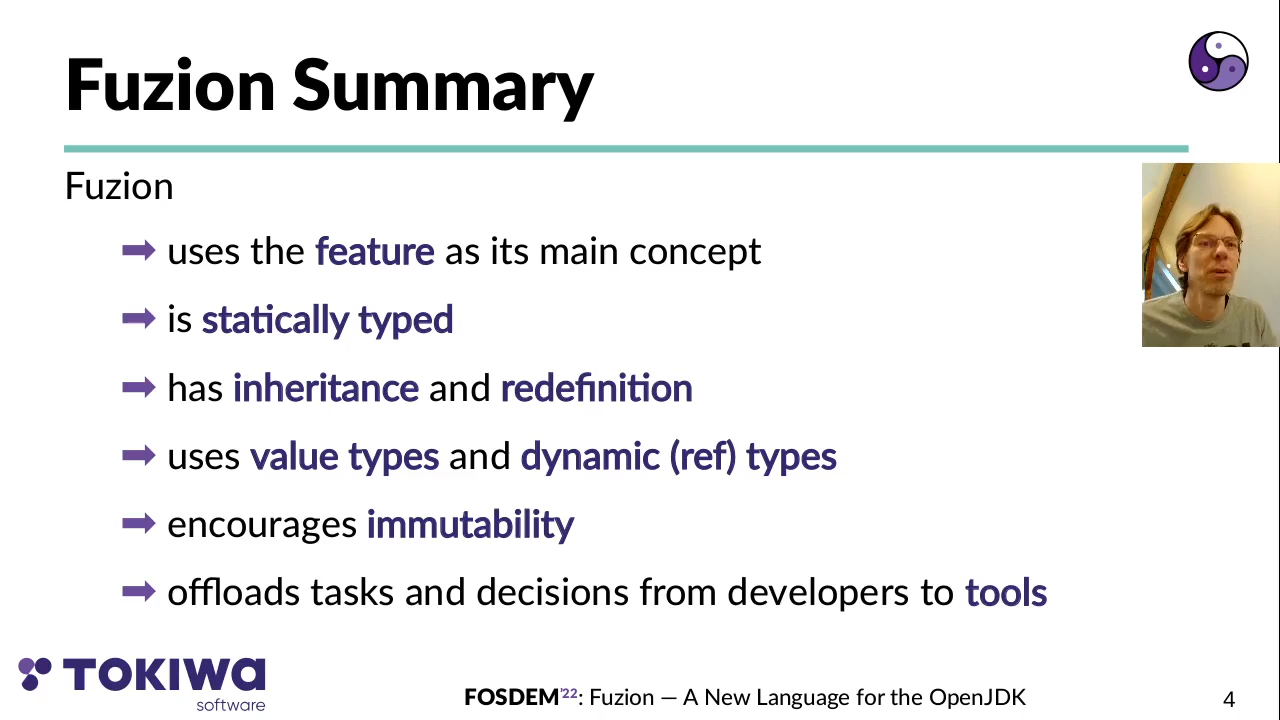 Fuzion Summary
Fuzion
➡ uses the feature as its main concept
➡ is statically typed
➡ has inheritance and redefinition
➡ uses value types and dynamic (ref) types
➡ encourages immutability
➡ offloads tasks and decisions from developers to tools
TOKIWA
software
FOSDEM'22: Fuzion — A New Language for the OpenJDK
4